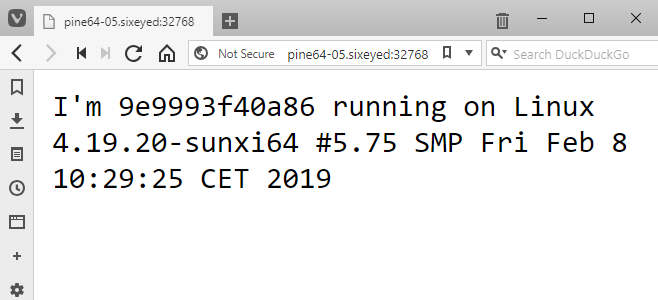 pine64-05.sixeyed:32768
Not Secure pine64-05.sixeyed:32768 Search DuckDuckGo
I'm 9e9993f40a86 running on Linux
4.19.20-sunxi64 #5.75 SMP Fri Feb 8
10:29:25 CET 2019